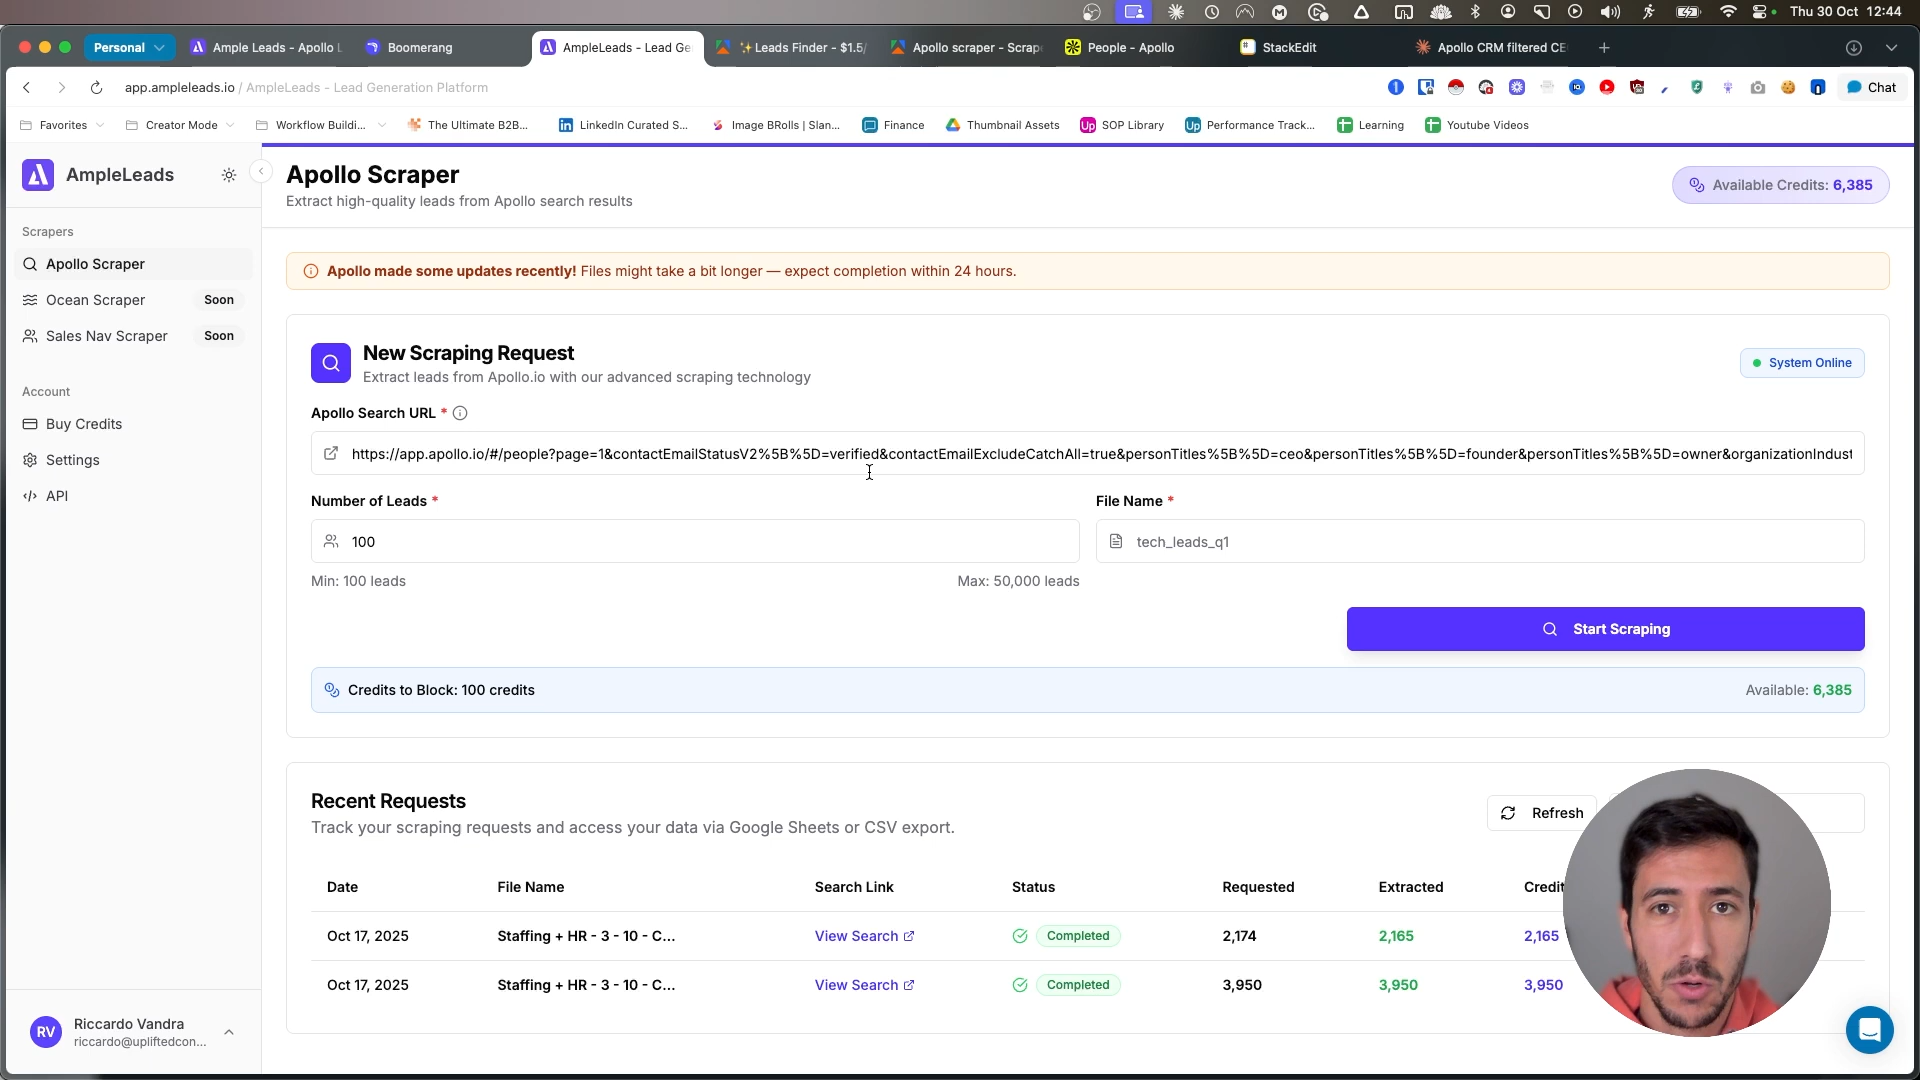 Thu 30 Oct 12:44
Personal
Ample Leads - Apollo L
Boomerang
AmpleLeads - Lead Ge
✨Leads Finder - $1.5/
Apollo scraper - Scrap
People - Apollo
StackEdit
Apollo CRM filtered CE
app.ampleleads.io / AmpleLeads - Lead Generation Platform
Chat
Favorites
Creator Mode
Workflow Buildi...
The Ultimate B2B...
LinkedIn Curated S...
Image BRolls | Slan...
Finance
Thumbnail Assets
SOP Library
Performance Track...
Learning
Youtube Videos
AmpleLeads
Scrapers
Apollo Scraper
Ocean Scraper Soon
Sales Nav Scraper Soon
Account
Buy Credits
Settings
API
Riccardo Vandra
riccardo@upliftedcon...
RV
Apollo Scraper
Extract high-quality leads from Apollo search results
Available Credits: 6,385
Apollo made some updates recently! Files might take a bit longer — expect completion within 24 hours.
New Scraping Request
Extract leads from Apollo.io with our advanced scraping technology
System Online
Apollo Search URL *
https://app.apollo.io/#/people?page=1&contactEmailStatusV2%5B%5D=verified&contactEmailExcludeCatchAll=true&personTitles%5B%5D=ceo&personTitles%5B%5D=founder&personTitles%5B%5D=owner&organizationIndust
Number of Leads *
100
Min: 100 leads
Max: 50,000 leads
File Name *
tech_leads_q1
Start Scraping
Credits to Block: 100 credits
Available: 6,385
Recent Requests
Track your scraping requests and access your data via Google Sheets or CSV export.
Refresh
Date File Name Search Link Status Requested Extracted Credit
Oct 17, 2025 Staffing + HR - 3 - 10 - C... View Search Completed 2,174 2,165 2,165
Oct 17, 2025 Staffing + HR - 3 - 10 - C... View Search Completed 3,950 3,950 3,950